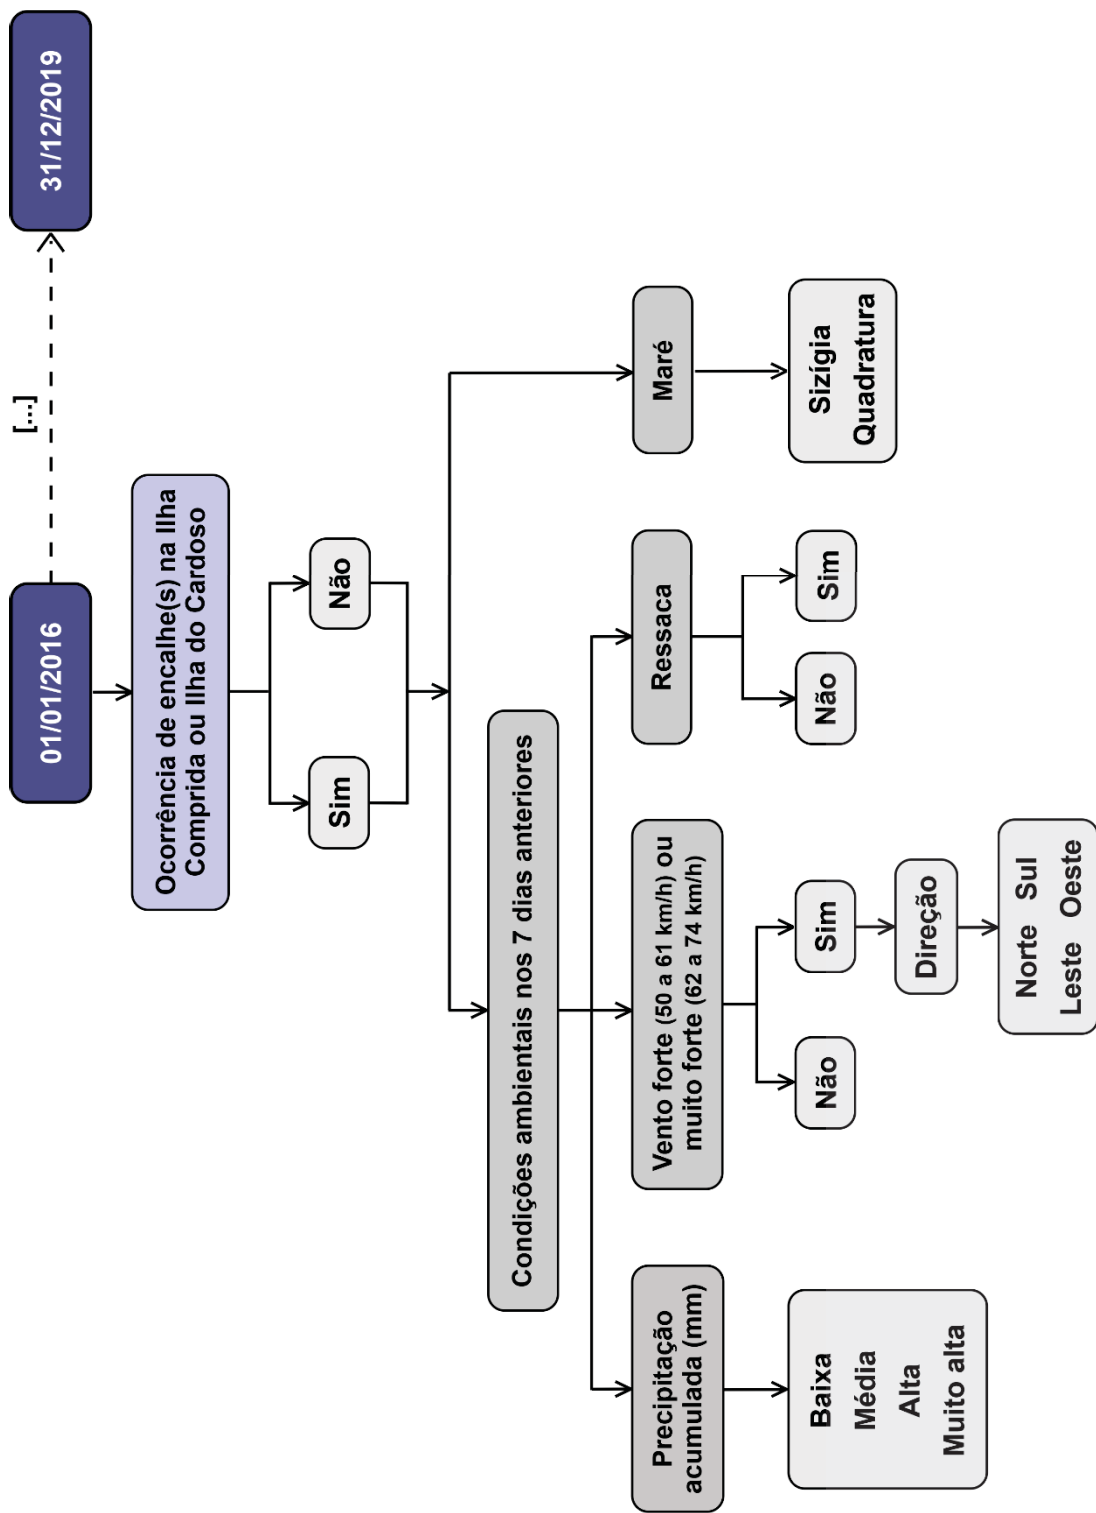 01/01/2016
[...]
31/12/2019
Ocorrência de encalhe(s) na Ilha
Comprida ou Ilha do Cardoso
Sim
Não
Condições ambientais nos 7 dias anteriores
Precipitação
acumulada (mm)
Vento forte (50 a 61 km/h) ou
muito forte (62 a 74 km/h)
Ressaca
Maré
Baixa
Média
Alta
Muito alta
Não
Sim
Não
Sim
Sizígia
Quadratura
Direção
Norte Sul
Leste Oeste